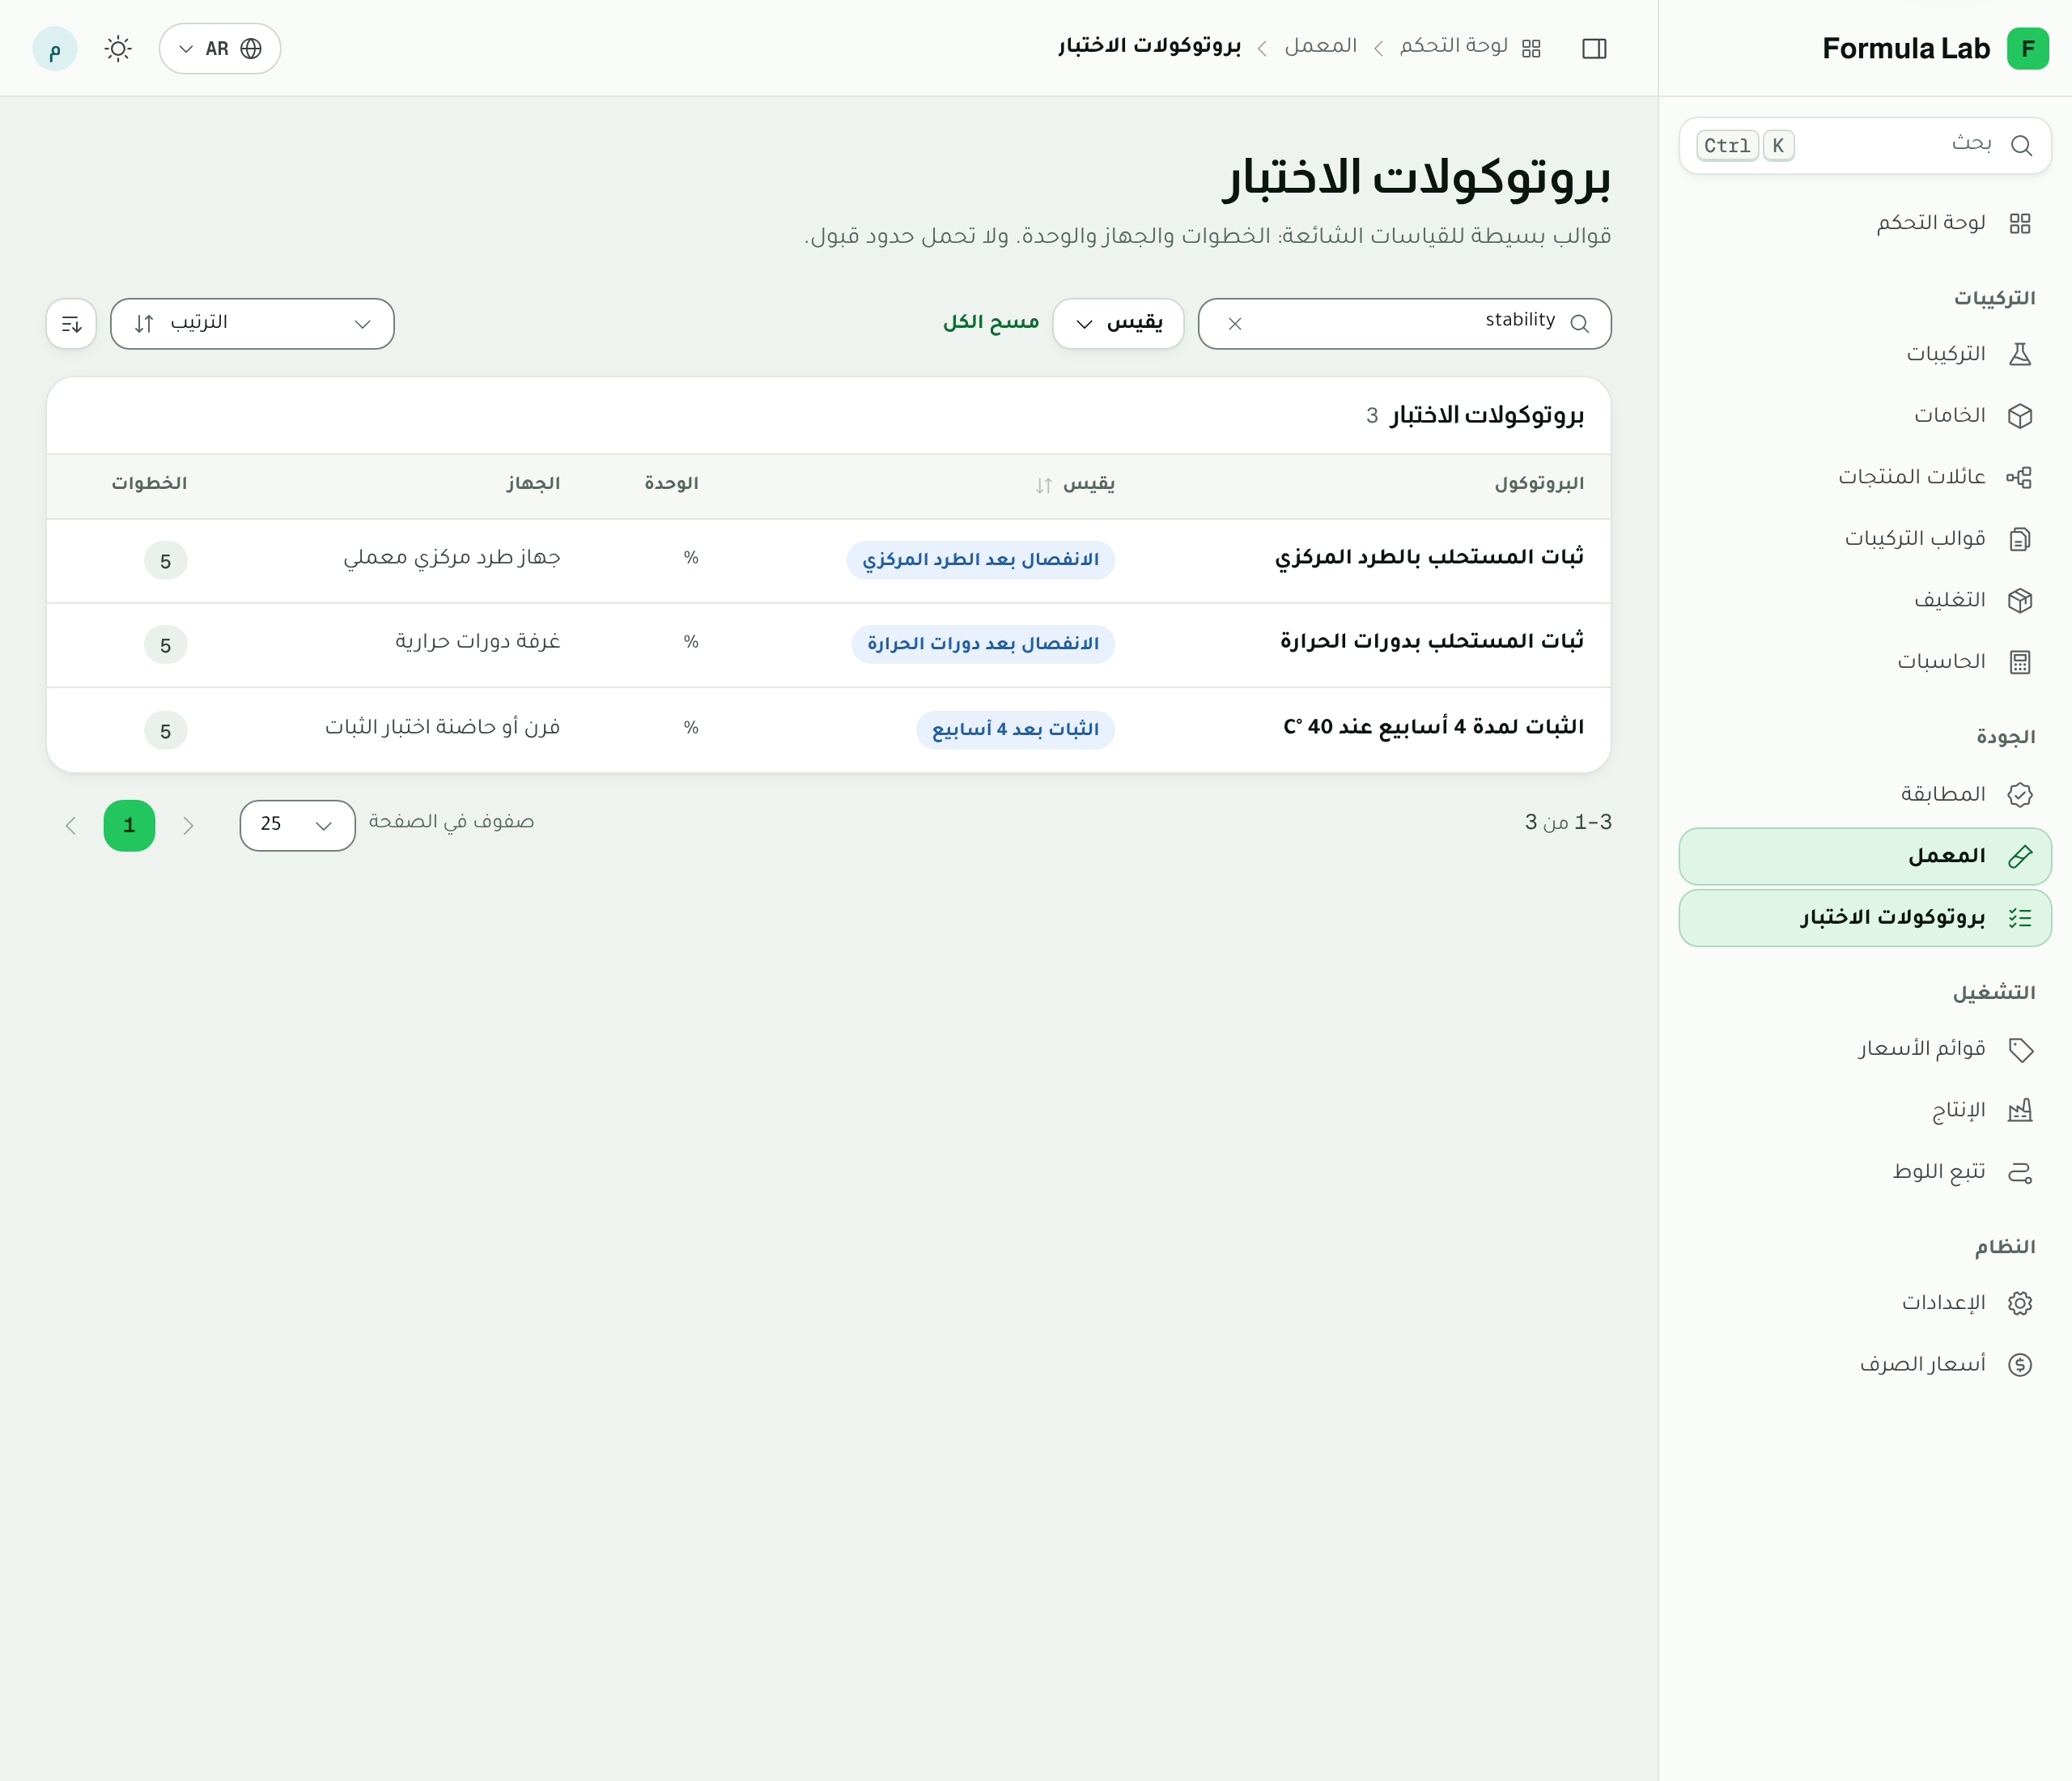 F Formula Lab
لوحة التحكم
المعمل
بروتوكولات الاختبار
AR
م
بحث
Ctrl K
لوحة التحكم
التركيبات
التركيبات
الخامات
عائلات المنتجات
قوالب التركيبات
التغليف
الحاسبات
الجودة
المطابقة
المعمل
بروتوكولات الاختبار
التشغيل
قوائم الأسعار
الإنتاج
تتبع اللوط
النظام
الإعدادات
أسعار الصرف
بروتوكولات الاختبار
قوالب بسيطة للقياسات الشائعة: الخطوات والجهاز والوحدة. ولا تحمل حدود قبول.
stability
يقيس
مسح الكل
الترتيب
بروتوكولات الاختبار 3
البروتوكول يقيس الوحدة الجهاز الخطوات
ثبات المستحلب بالطرد المركزي الانفصال بعد الطرد المركزي % جهاز طرد مركزي معملي 5
ثبات المستحلب بدورات الحرارة الانفصال بعد دورات الحرارة % غرفة دورات حرارية 5
الثبات لمدة 4 أسابيع عند 40 °C الثبات بعد 4 أسابيع % فرن أو حاضنة اختبار الثبات 5
1–3 من 3
صفوف في الصفحة 25
1